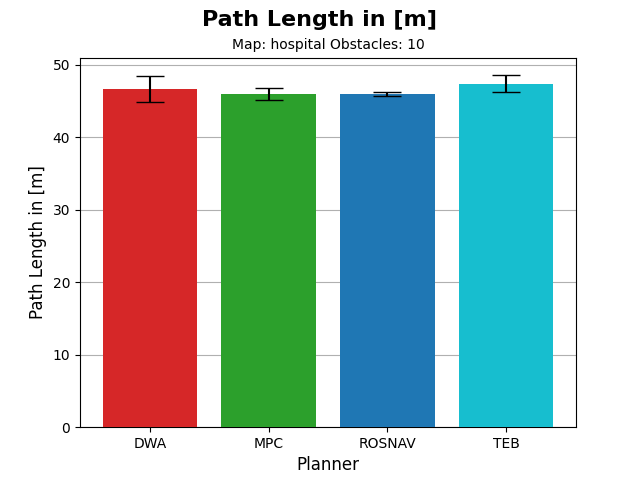 Path Length in [m]
Map: hospital Obstacles: 10
Path Length in [m]
50
40
30
20
10
0
DWA MPC ROSNAV TEB
Planner